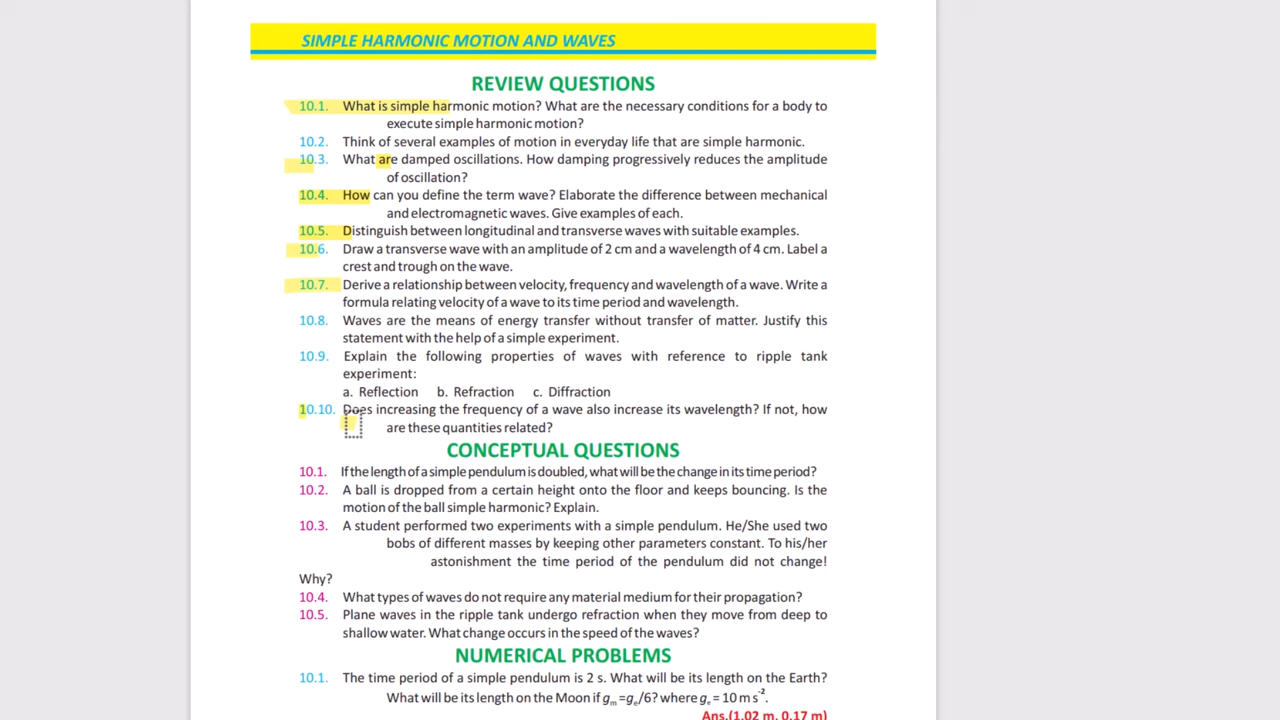 SIMPLE HARMONIC MOTION AND WAVES
REVIEW QUESTIONS
10.1. What is simple harmonic motion? What are the necessary conditions for a body to
execute simple harmonic motion?
10.2. Think of several examples of motion in everyday life that are simple harmonic.
10.3. What are damped oscillations. How damping progressively reduces the amplitude
of oscillation?
10.4. How can you define the term wave? Elaborate the difference between mechanical
and electromagnetic waves. Give examples of each.
10.5. Distinguish between longitudinal and transverse waves with suitable examples.
10.6. Draw a transverse wave with an amplitude of 2 cm and a wavelength of 4 cm. Label a
crest and trough on the wave.
10.7. Derive a relationship between velocity, frequency and wavelength of a wave. Write a
formula relating velocity of a wave to its time period and wavelength.
10.8. Waves are the means of energy transfer without transfer of matter. Justify this
statement with the help of a simple experiment.
10.9. Explain the following properties of waves with reference to ripple tank
experiment:
a. Reflection b. Refraction c. Diffraction
10.10. Does increasing the frequency of a wave also increase its wavelength? If not, how
are these quantities related?
CONCEPTUAL QUESTIONS
10.1. If the length of a simple pendulum is doubled, what will be the change in its time period?
10.2. A ball is dropped from a certain height onto the floor and keeps bouncing. Is the
motion of the ball simple harmonic? Explain.
10.3. A student performed two experiments with a simple pendulum. He/She used two
bobs of different masses by keeping other parameters constant. To his/her
astonishment the time period of the pendulum did not change!
Why?
10.4. What types of waves do not require any material medium for their propagation?
10.5. Plane waves in the ripple tank undergo refraction when they move from deep to
shallow water. What change occurs in the speed of the waves?
NUMERICAL PROBLEMS
10.1. The time period of a simple pendulum is 2 s. What will be its length on the Earth?
What will be its length on the Moon if gₘ =gₑ/6? where gₑ = 10 m s⁻².
Ans.(1.02 m, 0.17 m)